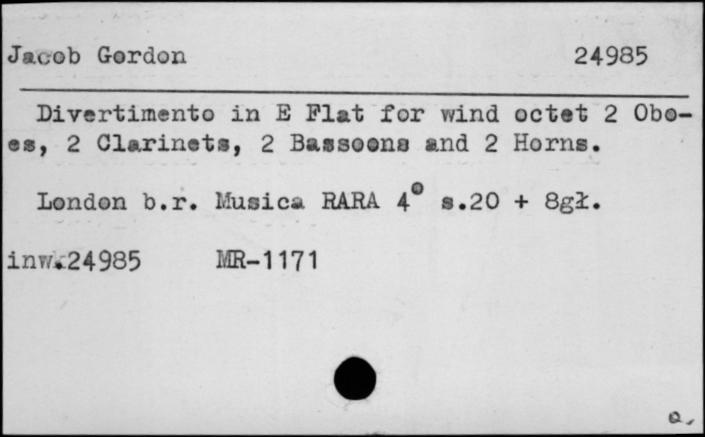 Jacob Gordon 24985
Divertimento in E Flat for wind octet 2 Obo-
es, 2 Clarinets, 2 Bassoons and 2 Horns.
London b.r. Musica RARA 4° s.20 + 8gł.
inw.24985 MR-1171